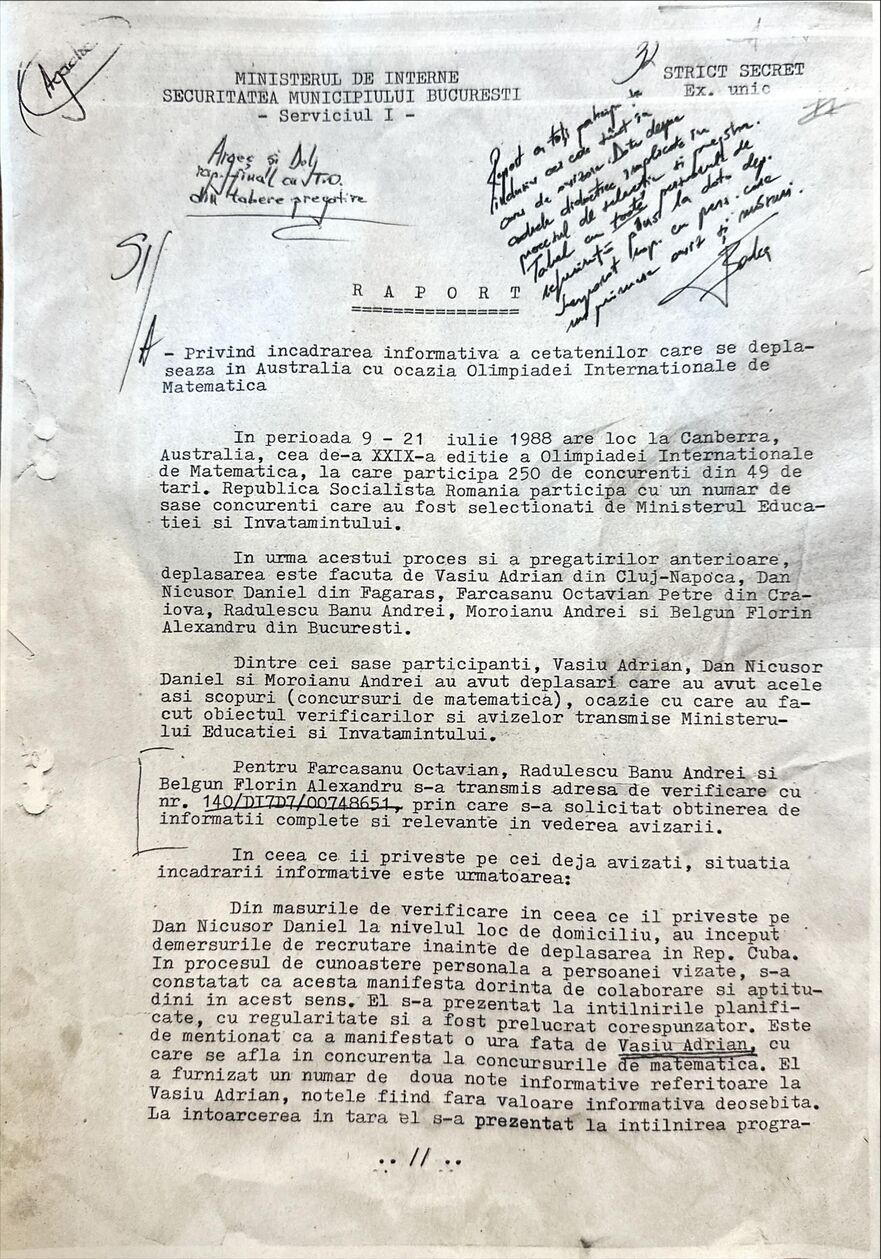 MINISTERUL DE INTERNE
SECURITATEA MUNICIPIULUI BUCURESTI
- Serviciul I -
STRICT SECRET
Ex. unic
Argeș si Dolj
rap. final cu T.O.
din tabere pregatire
R A P O R T
================
- Privind incadrarea informativa a cetatenilor care se depla-
seaza in Australia cu ocazia Olimpiadei Internationale de
Matematica
In perioada 9 - 21 iulie 1988 are loc la Canberra,
Australia, cea de-a XXIX-a editie a Olimpiadei Internationale
de Matematica, la care participa 250 de concurenti din 49 de
tari. Republica Socialista Romania participa cu un numar de
sase concurenti care au fost selectionati de Ministerul Educa-
tiei si Invatamintului.
In urma acestui proces si a pregatirilor anterioare,
deplasarea este facuta de Vasiu Adrian din Cluj-Napoca, Dan
Nicusor Daniel din Fagaras, Farcasanu Octavian Petre din Cra-
iova, Radulescu Banu Andrei, Moroianu Andrei si Belgun Florin
Alexandru din Bucuresti.
Dintre cei sase participanti, Vasiu Adrian, Dan Nicusor
Daniel si Moroianu Andrei au avut deplasari care au avut acele
asi scopuri (concursuri de matematica), ocazie cu care au fa-
cut obiectul verificarilor si avizelor transmise Ministeru-
lui Educatiei si Invatamintului.
Pentru Farcasanu Octavian, Radulescu Banu Andrei si
Belgun Florin Alexandru s-a transmis adresa de verificare cu
nr. 140/DI7D7/00748651, prin care s-a solicitat obtinerea de
informatii complete si relevante in vederea avizarii.
In ceea ce ii priveste pe cei deja avizati, situatia
incadrarii informative este urmatoarea:
Din masurile de verificare in ceea ce il priveste pe
Dan Nicusor Daniel la nivelul loc de domiciliu, au inceput
demersurile de recrutare inainte de deplasarea in Rep. Cuba.
In procesul de cunoastere personala a persoanei vizate, s-a
constatat ca acesta manifesta dorinta de colaborare si aptitu-
dini in acest sens. El s-a prezentat la intilnirile planifi-
cate, cu regularitate si a fost prelucrat corespunzator. Este
de mentionat ca a manifestat o ura fata de Vasiu Adrian, cu
care se afla in concurenta la concursurile de matematica. El
a furnizat un numar de doua note informative referitoare la
Vasiu Adrian, notele fiind fara valoare informativa deosebita.
La intoarcerea in tara el s-a prezentat la intilnirea progra-
.. // ..